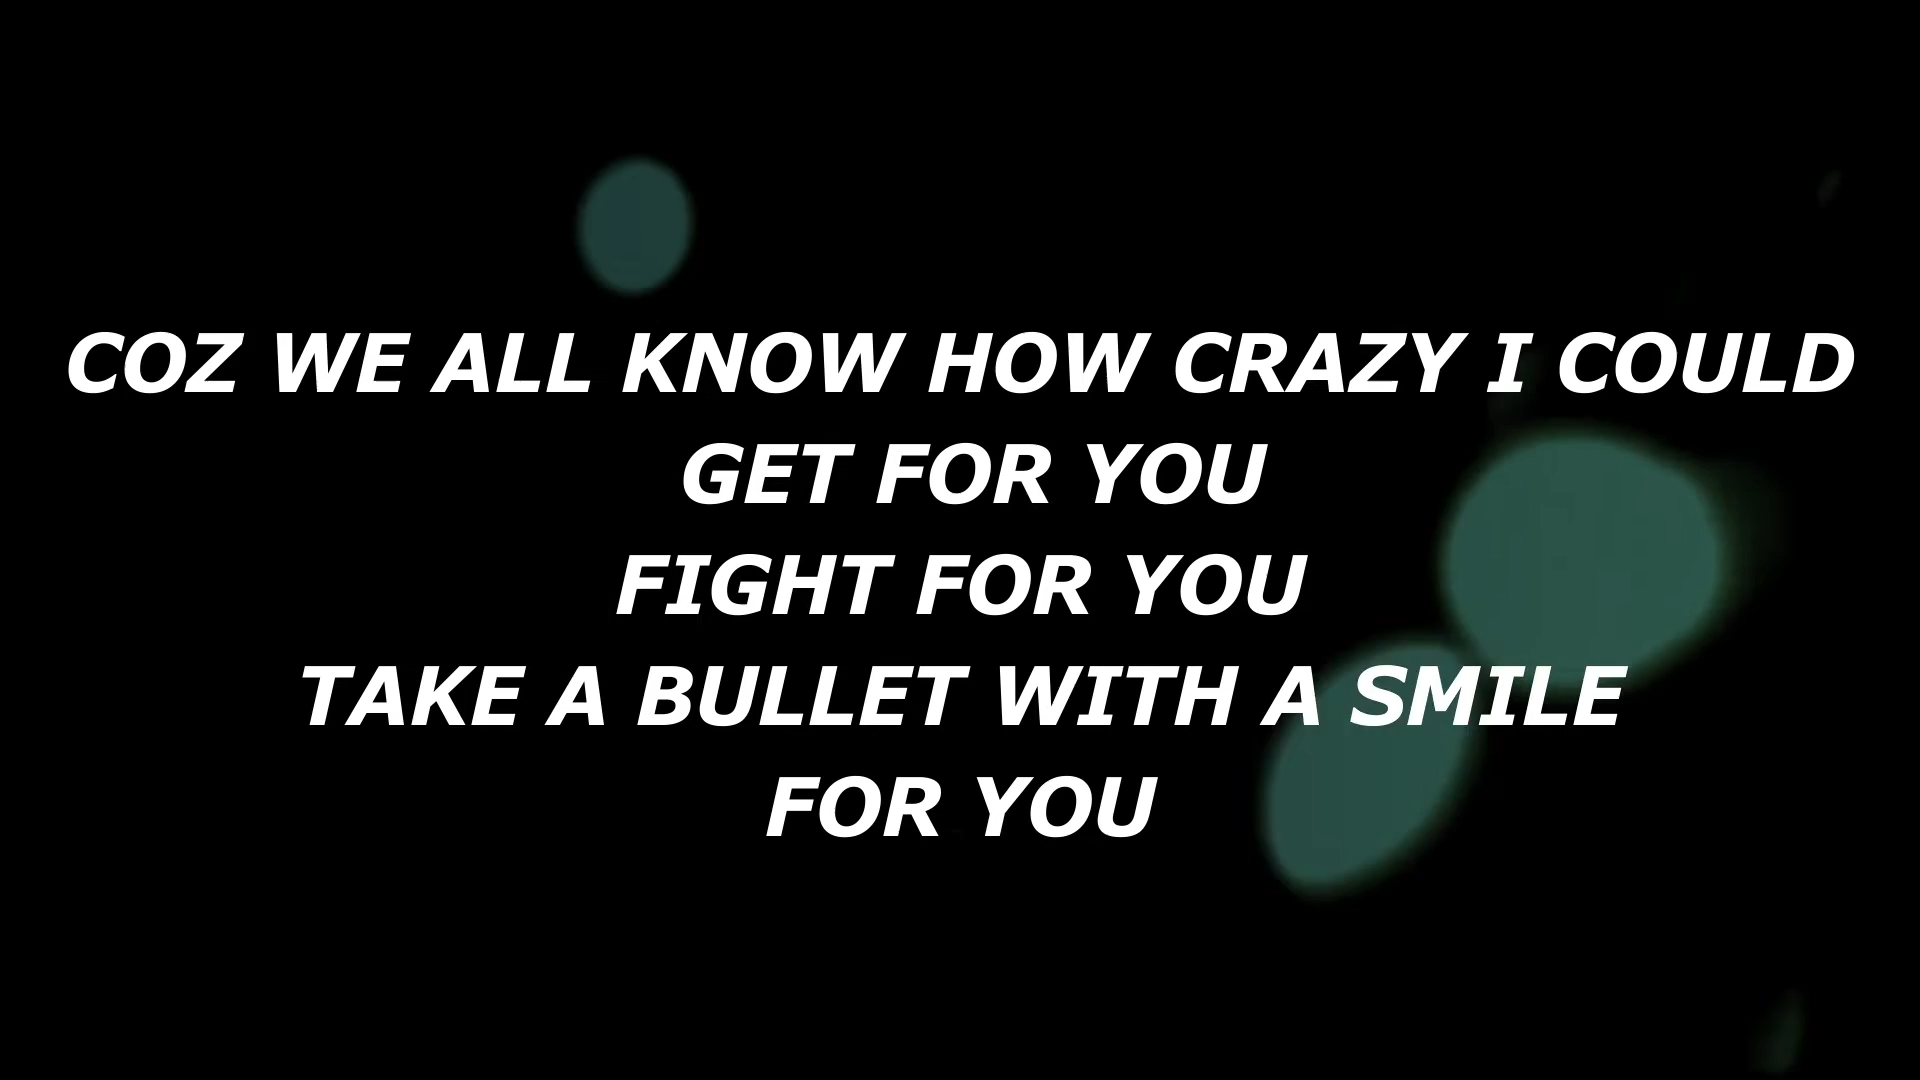 COZ WE ALL KNOW HOW CRAZY I COULD
GET FOR YOU
FIGHT FOR YOU
TAKE A BULLET WITH A SMILE
FOR YOU